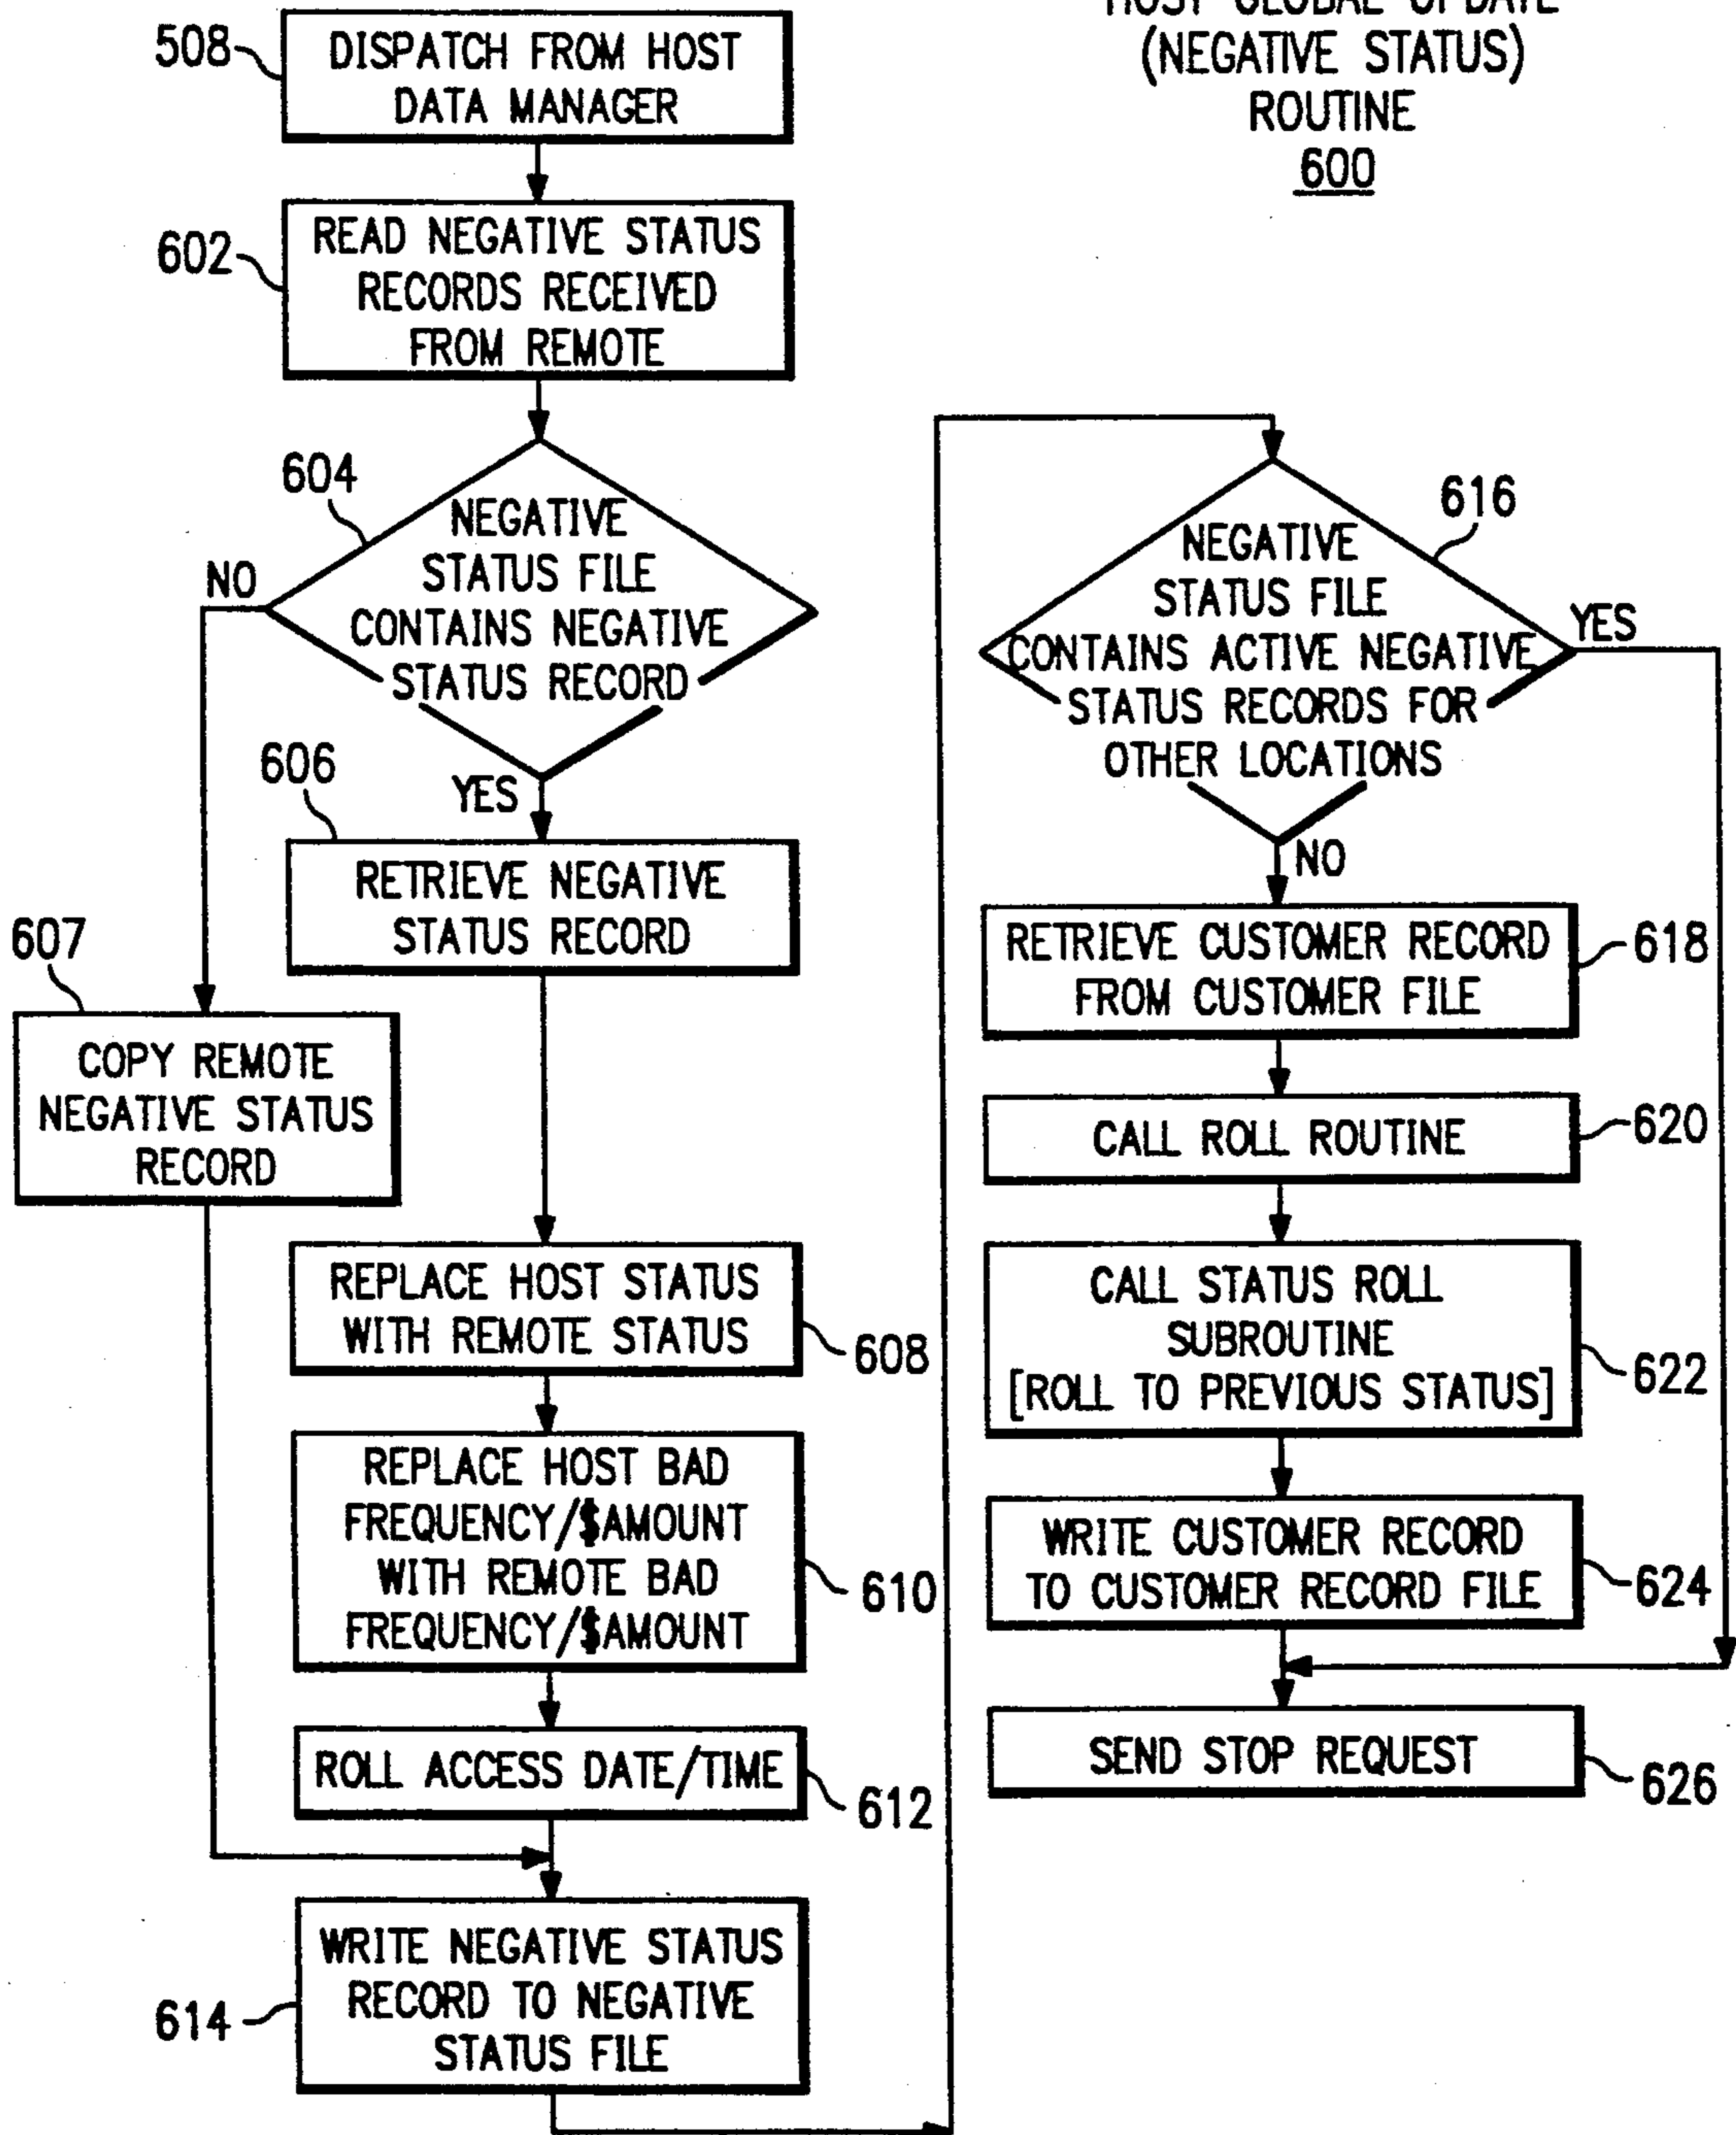 HOST GLOBAL UPDATE
(NEGATIVE STATUS)
ROUTINE
600
508
DISPATCH FROM HOST
DATA MANAGER
602
READ NEGATIVE STATUS
RECORDS RECEIVED
FROM REMOTE
604
NEGATIVE
STATUS FILE
CONTAINS NEGATIVE
STATUS RECORD
NO
YES
606
RETRIEVE NEGATIVE
STATUS RECORD
607
COPY REMOTE
NEGATIVE STATUS
RECORD
REPLACE HOST STATUS
WITH REMOTE STATUS
608
REPLACE HOST BAD
FREQUENCY/$AMOUNT
WITH REMOTE BAD
FREQUENCY/$AMOUNT
610
ROLL ACCESS DATE/TIME
612
614
WRITE NEGATIVE STATUS
RECORD TO NEGATIVE
STATUS FILE
616
NEGATIVE
STATUS FILE
CONTAINS ACTIVE NEGATIVE
STATUS RECORDS FOR
OTHER LOCATIONS
YES
NO
RETRIEVE CUSTOMER RECORD
FROM CUSTOMER FILE
618
CALL ROLL ROUTINE
620
CALL STATUS ROLL
SUBROUTINE
[ROLL TO PREVIOUS STATUS]
622
WRITE CUSTOMER RECORD
TO CUSTOMER RECORD FILE
624
SEND STOP REQUEST
626